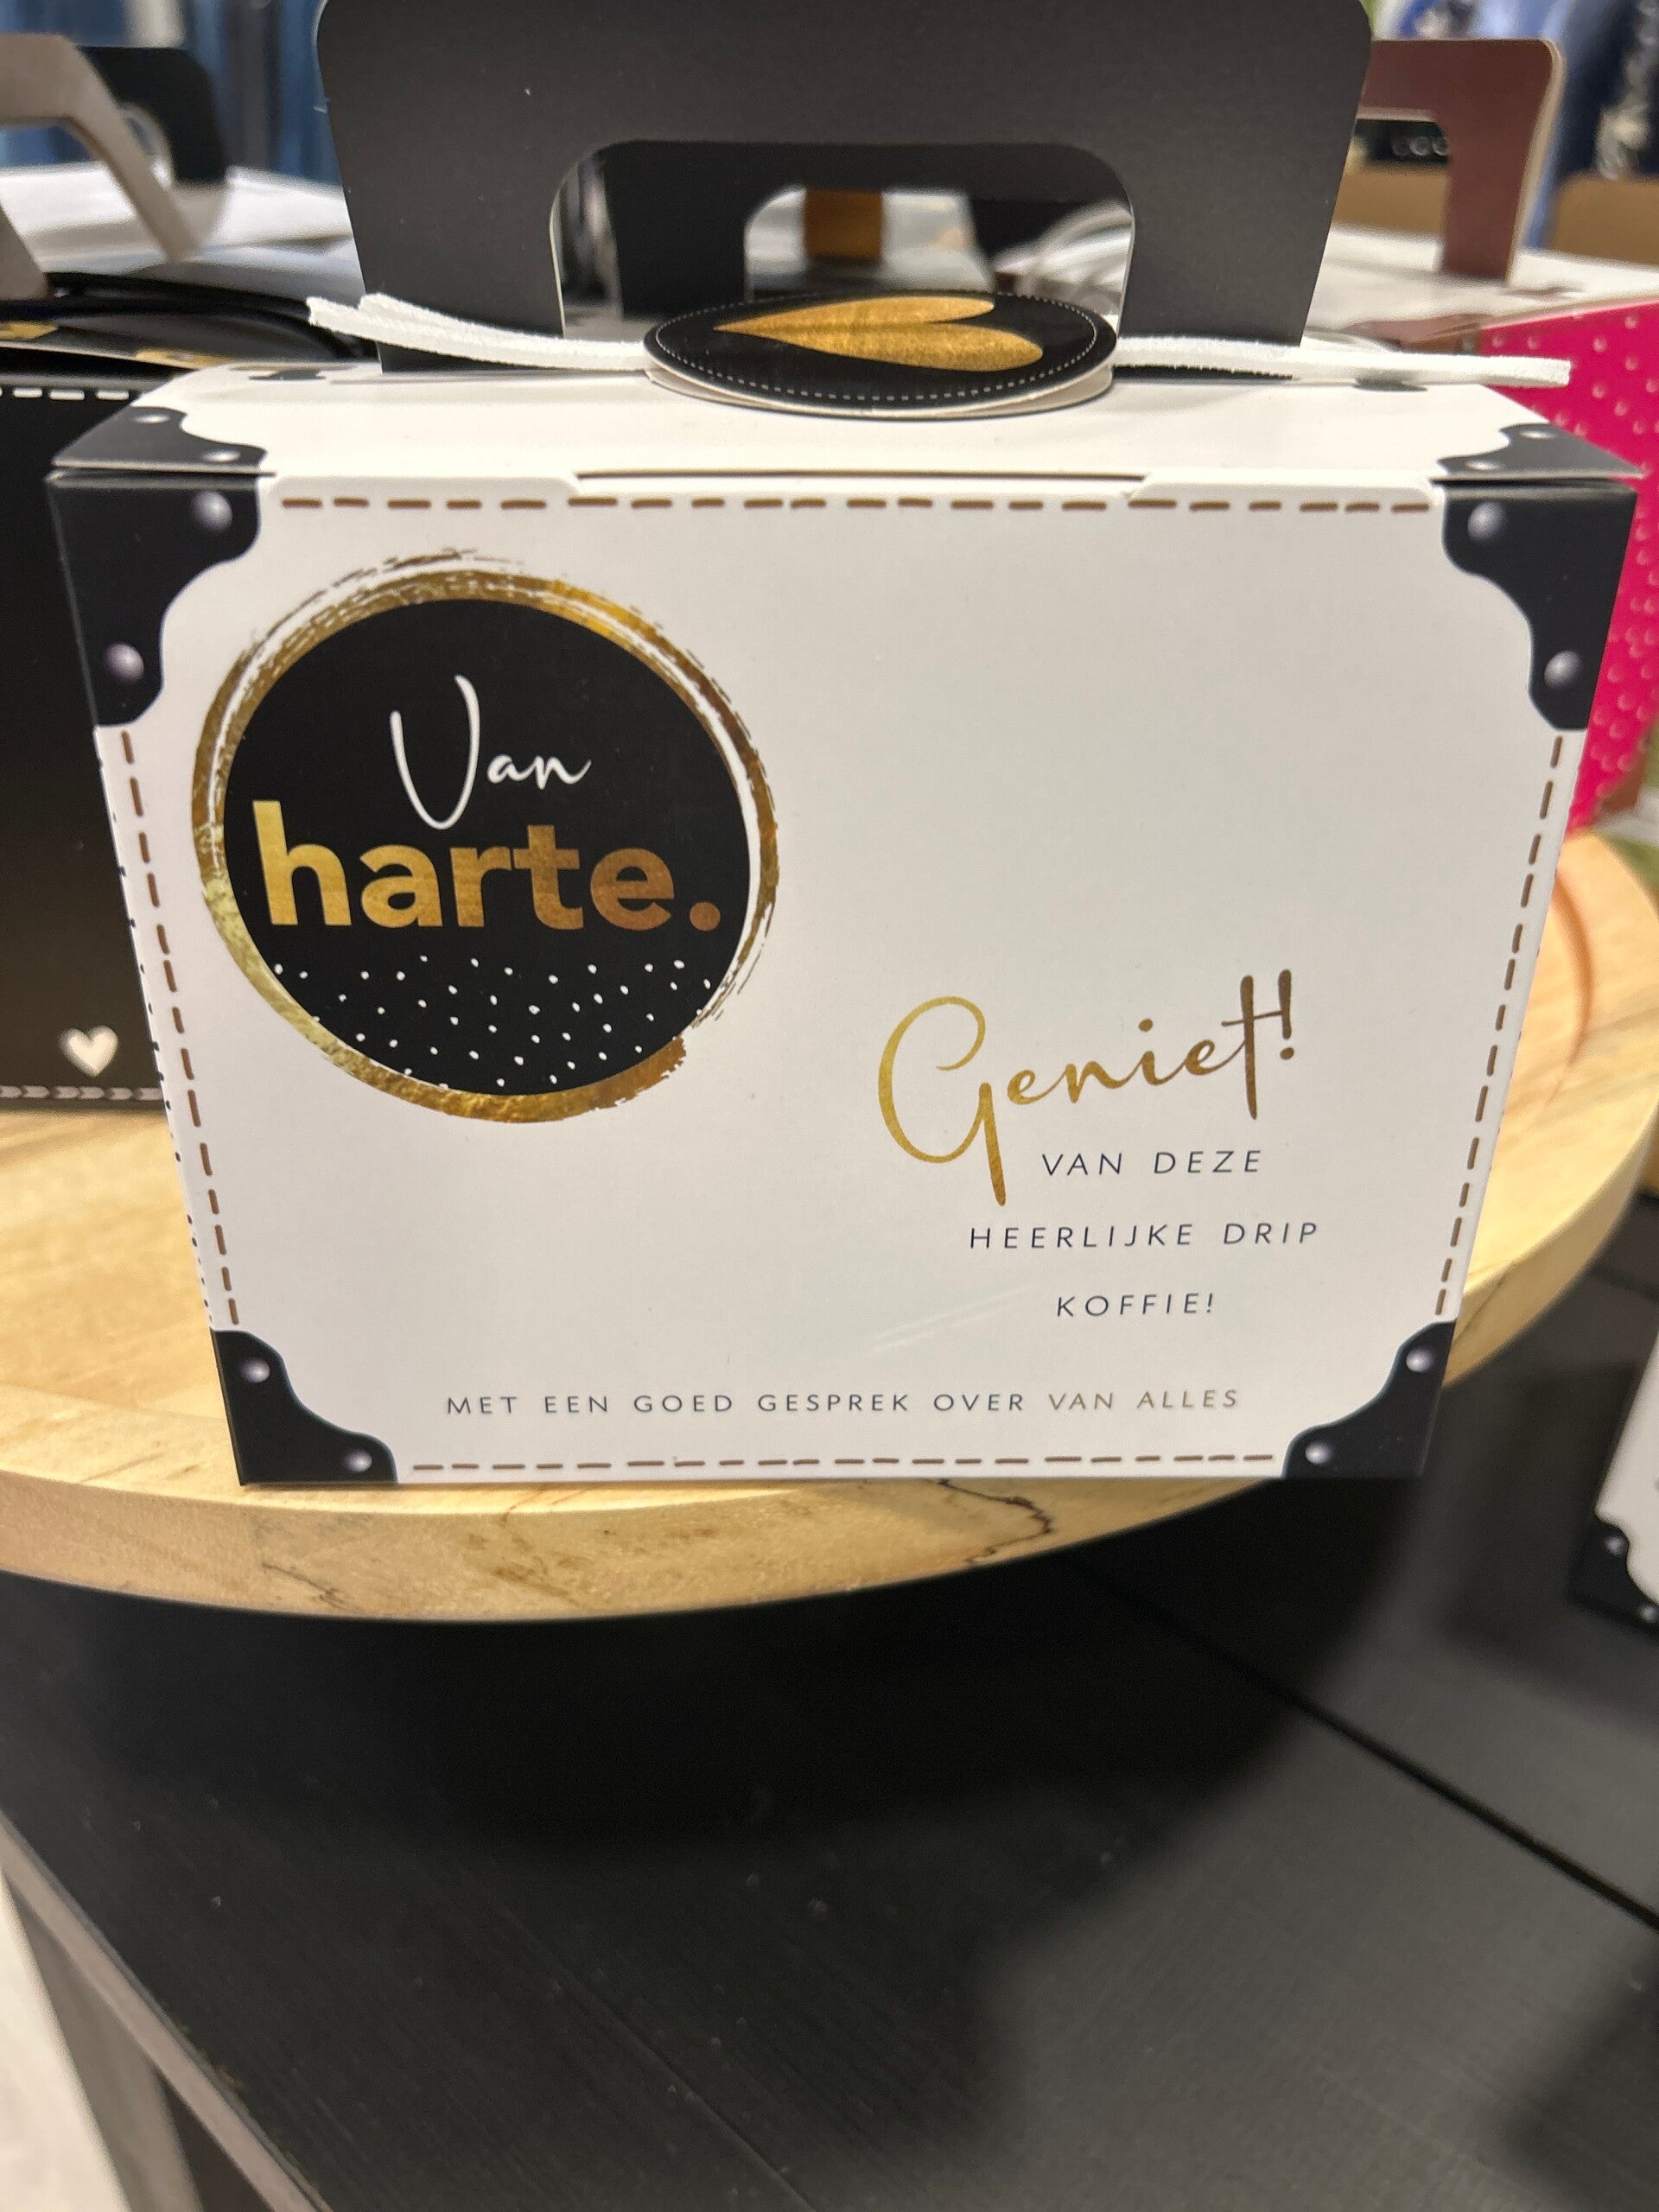 Van
harte.
Geniet!
VAN DEZE
HEERLIJKE DRIP
KOFFIE!
MET EEN GOED GESPREK OVER VAN ALLES